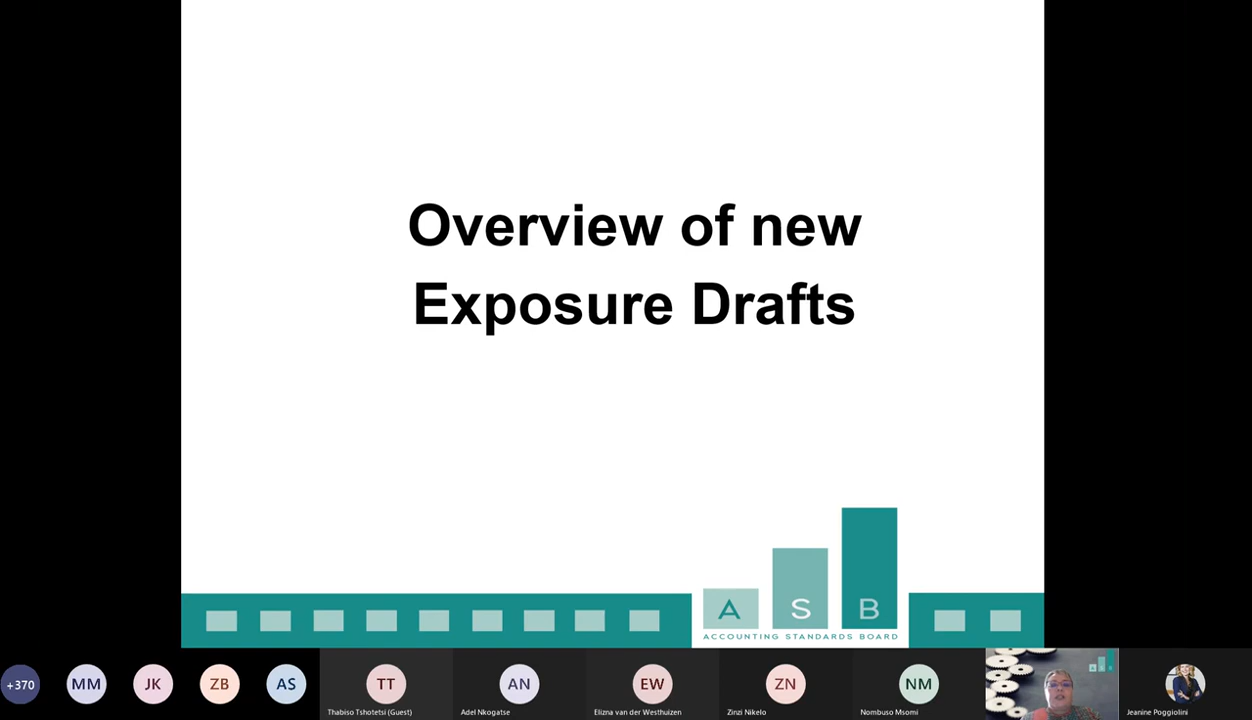 Overview of new
Exposure Drafts
A S B
ACCOUNTING STANDARDS BOARD
+370
MM
JK
ZB
AS
TT
Thabiso Tshotetsi (Guest)
AN
Adel Nkogatse
EW
Elizna van der Westhuizen
ZN
Zinzi Nikelo
NM
Nombuso Msomi
Jeanine Poggiolini